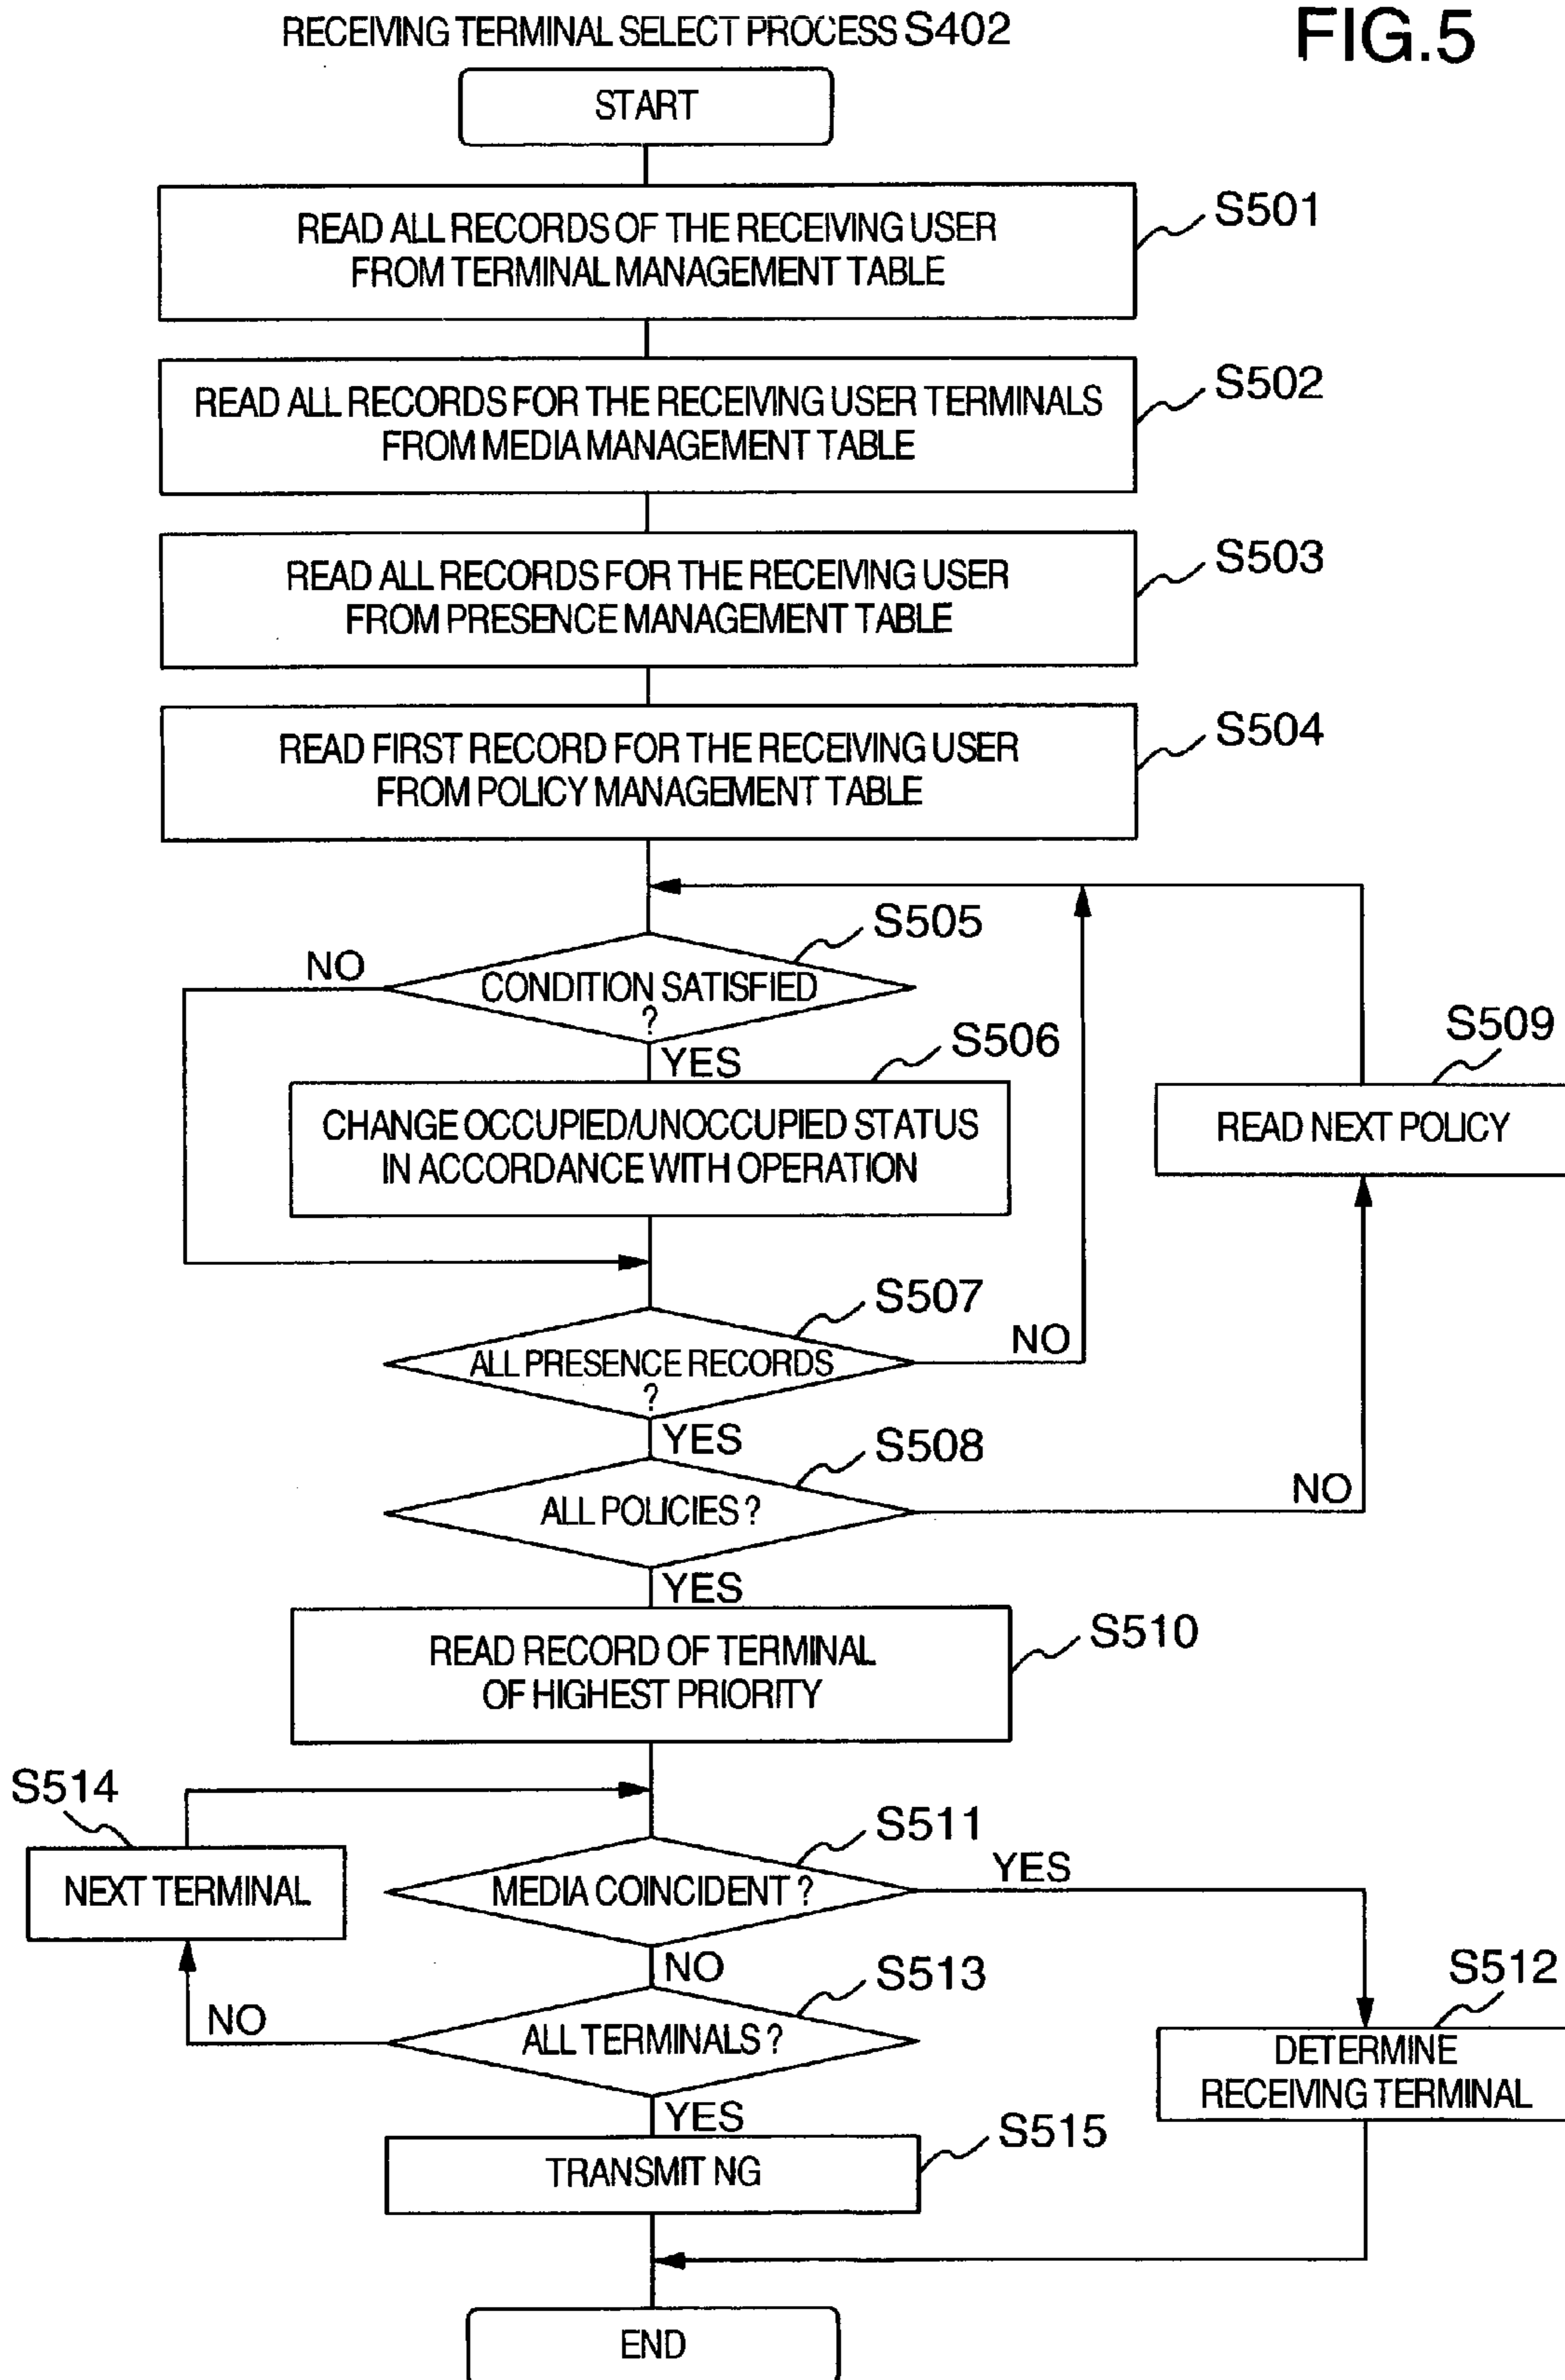 RECEIVING TERMINAL SELECT PROCESS S402
FIG.5
START
READ ALL RECORDS OF THE RECEIVING USER
FROM TERMINAL MANAGEMENT TABLE
S501
READ ALL RECORDS FOR THE RECEIVING USER TERMINALS
FROM MEDIA MANAGEMENT TABLE
S502
READ ALL RECORDS FOR THE RECEIVING USER
FROM PRESENCE MANAGEMENT TABLE
S503
READ FIRST RECORD FOR THE RECEIVING USER
FROM POLICY MANAGEMENT TABLE
S504
S505
NO
CONDITION SATISFIED
?
YES
S506
CHANGE OCCUPIED/UNOCCUPIED STATUS
IN ACCORDANCE WITH OPERATION
S509
READ NEXT POLICY
S507
ALL PRESENCE RECORDS
?
NO
YES
S508
ALL POLICIES ?
NO
YES
READ RECORD OF TERMINAL
OF HIGHEST PRIORITY
S510
S514
NEXT TERMINAL
S511
MEDIA COINCIDENT ?
YES
NO
S513
NO
ALL TERMINALS ?
S512
DETERMINE
RECEIVING TERMINAL
YES
S515
TRANSMIT NG
END